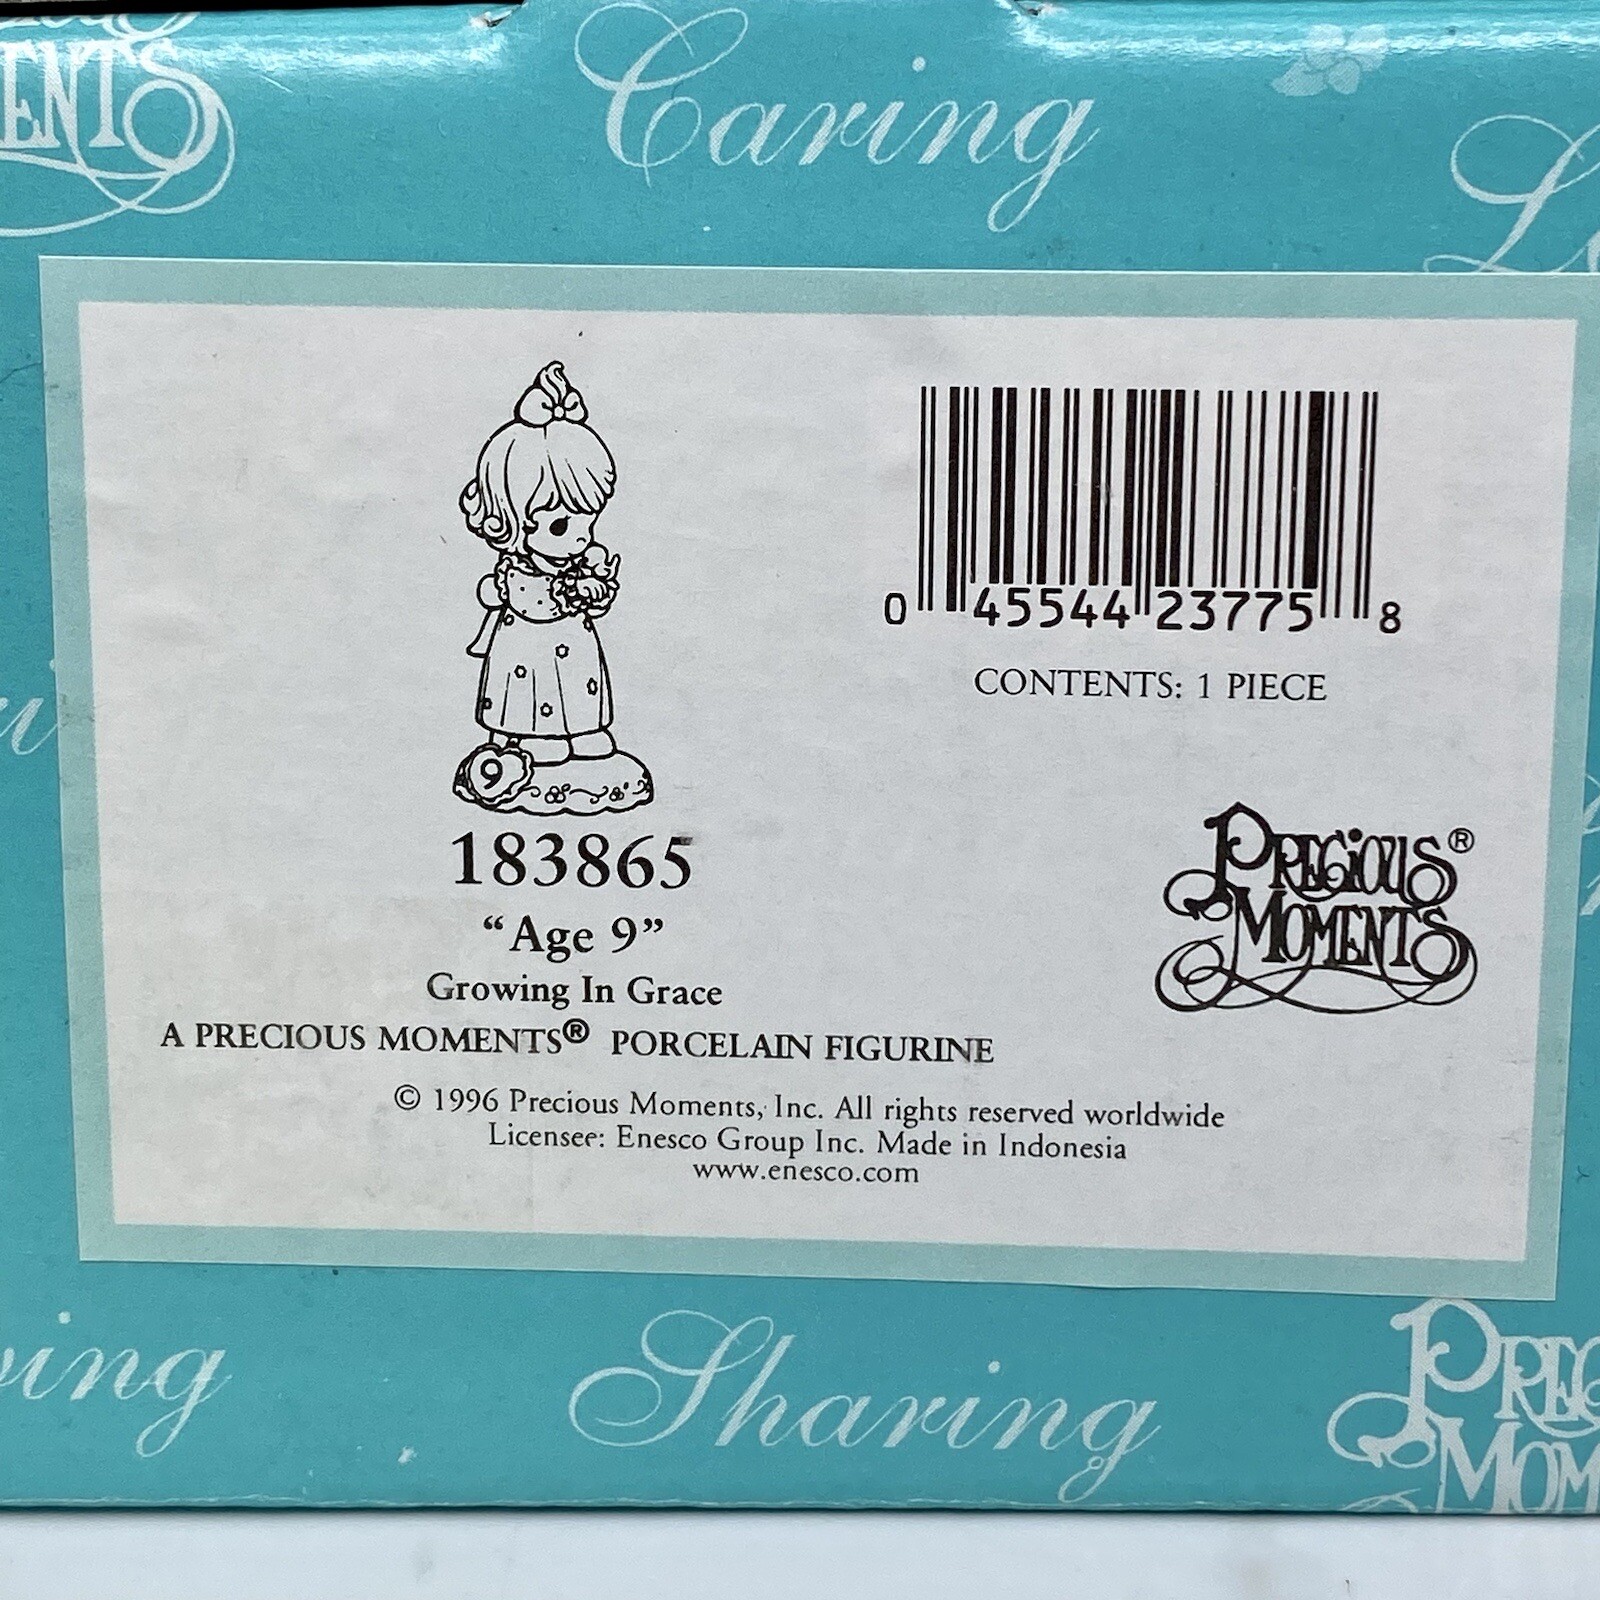 Caring
0 45544 23775 8
CONTENTS: 1 PIECE
9
183865
“Age 9”
Growing In Grace
A PRECIOUS MOMENTS® PORCELAIN FIGURINE
PRECIOUS®
MOMENTS
© 1996 Precious Moments, Inc. All rights reserved worldwide
Licensee: Enesco Group Inc. Made in Indonesia
www.enesco.com
Sharing